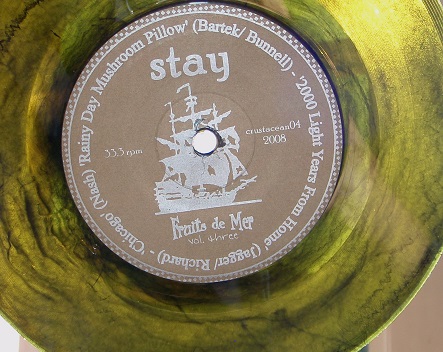 'Rainy Day Mushroom Pillow' (Bartek/ Bunnell) - '2000 Light Years From Home (Jagger/ Richard) - 'Chicago' (Nash)
stay
33.3 rpm
crustacean04
2008
Fruits de Mer
vol. three